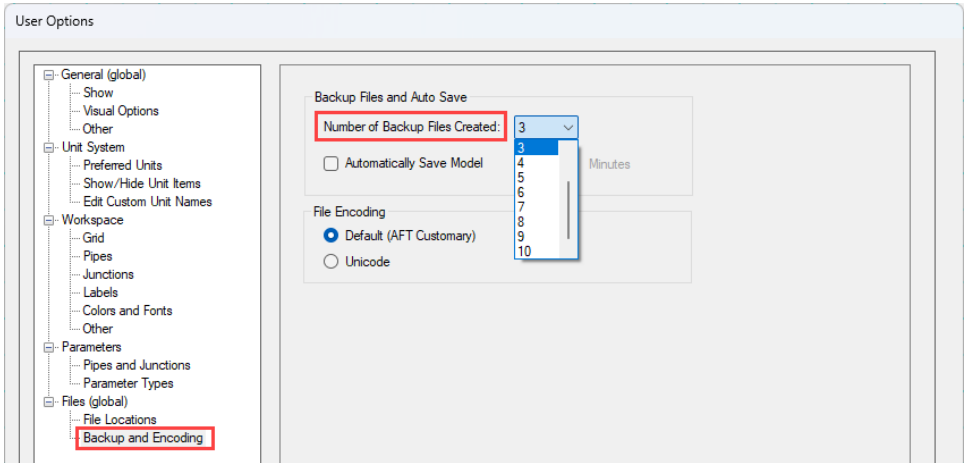 User Options
General (global)
Show
Visual Options
Other
Unit System
Preferred Units
Show/Hide Unit Items
Edit Custom Unit Names
Workspace
Grid
Pipes
Junctions
Labels
Colors and Fonts
Other
Parameters
Pipes and Junctions
Parameter Types
Files (global)
File Locations
Backup and Encoding
Backup Files and Auto Save
Number of Backup Files Created: 3
Automatically Save Model Minutes
3
4
5
6
7
8
9
10
File Encoding
Default (AFT Customary)
Unicode